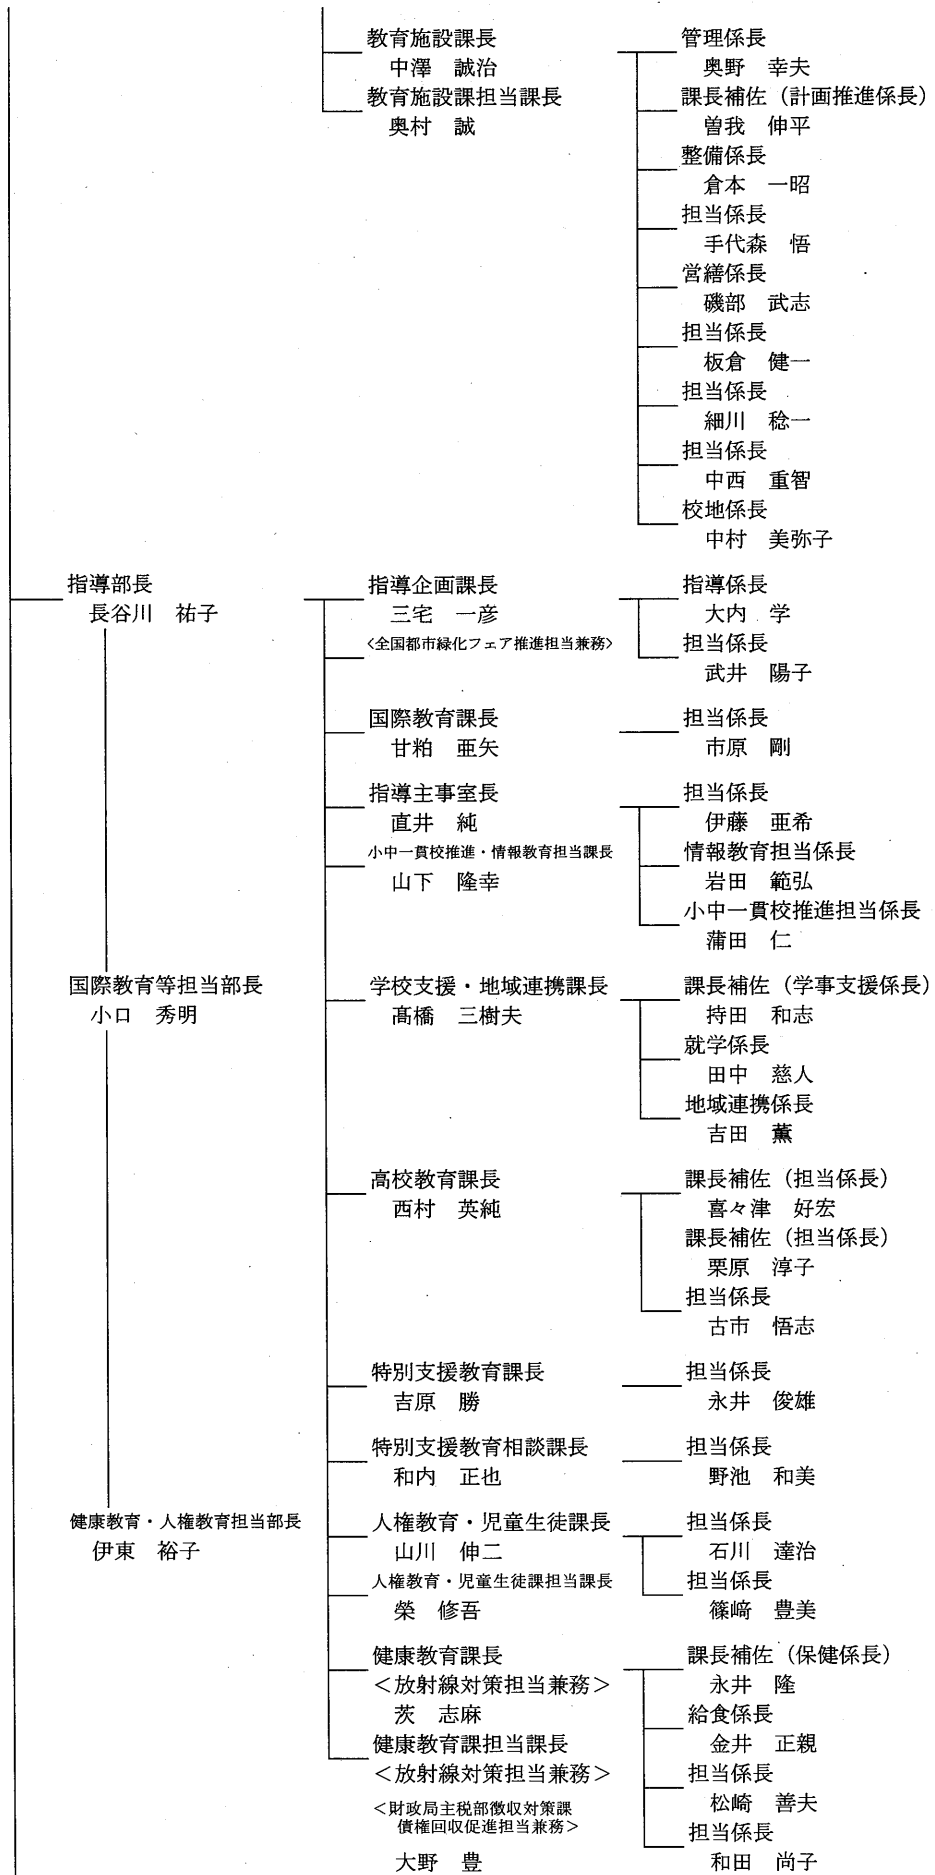 教育施設課長
中澤 誠治
教育施設課担当課長
奥村 誠
管理係長
奥野 幸夫
課長補佐（計画推進係長）
曽我 伸平
整備係長
倉本 一昭
担当係長
手代森 悟
営繕係長
磯部 武志
担当係長
板倉 健一
担当係長
細川 稔一
担当係長
中西 重智
校地係長
中村 美弥子
指導部長
長谷川 祐子
指導企画課長
三宅 一彦
<全国都市緑化フェア推進担当兼務>
指導係長
大内 学
担当係長
武井 陽子
国際教育課長
甘粕 亜矢
担当係長
市原 剛
指導主事室長
直井 純
小中一貫校推進・情報教育担当課長
山下 隆幸
担当係長
伊藤 亜希
情報教育担当係長
岩田 範弘
小中一貫校推進担当係長
蒲田 仁
国際教育等担当部長
小口 秀明
学校支援・地域連携課長
髙橋 三樹夫
課長補佐（学事支援係長）
持田 和志
就学係長
田中 慈人
地域連携係長
吉田 薫
高校教育課長
西村 英純
課長補佐（担当係長）
喜々津 好宏
課長補佐（担当係長）
栗原 淳子
担当係長
古市 悟志
特別支援教育課長
吉原 勝
担当係長
永井 俊雄
特別支援教育相談課長
和内 正也
担当係長
野池 和美
健康教育・人権教育担当部長
伊東 裕子
人権教育・児童生徒課長
山川 伸二
人権教育・児童生徒課担当課長
榮 修吾
担当係長
石川 達治
担当係長
篠﨑 豊美
健康教育課長
<放射線対策担当兼務>
茨 志麻
健康教育課担当課長
<放射線対策担当兼務>
<財政局主税部徴収対策課
債権回収促進担当兼務>
大野 豊
課長補佐（保健係長）
永井 隆
給食係長
金井 正親
担当係長
松崎 善夫
担当係長
和田 尚子